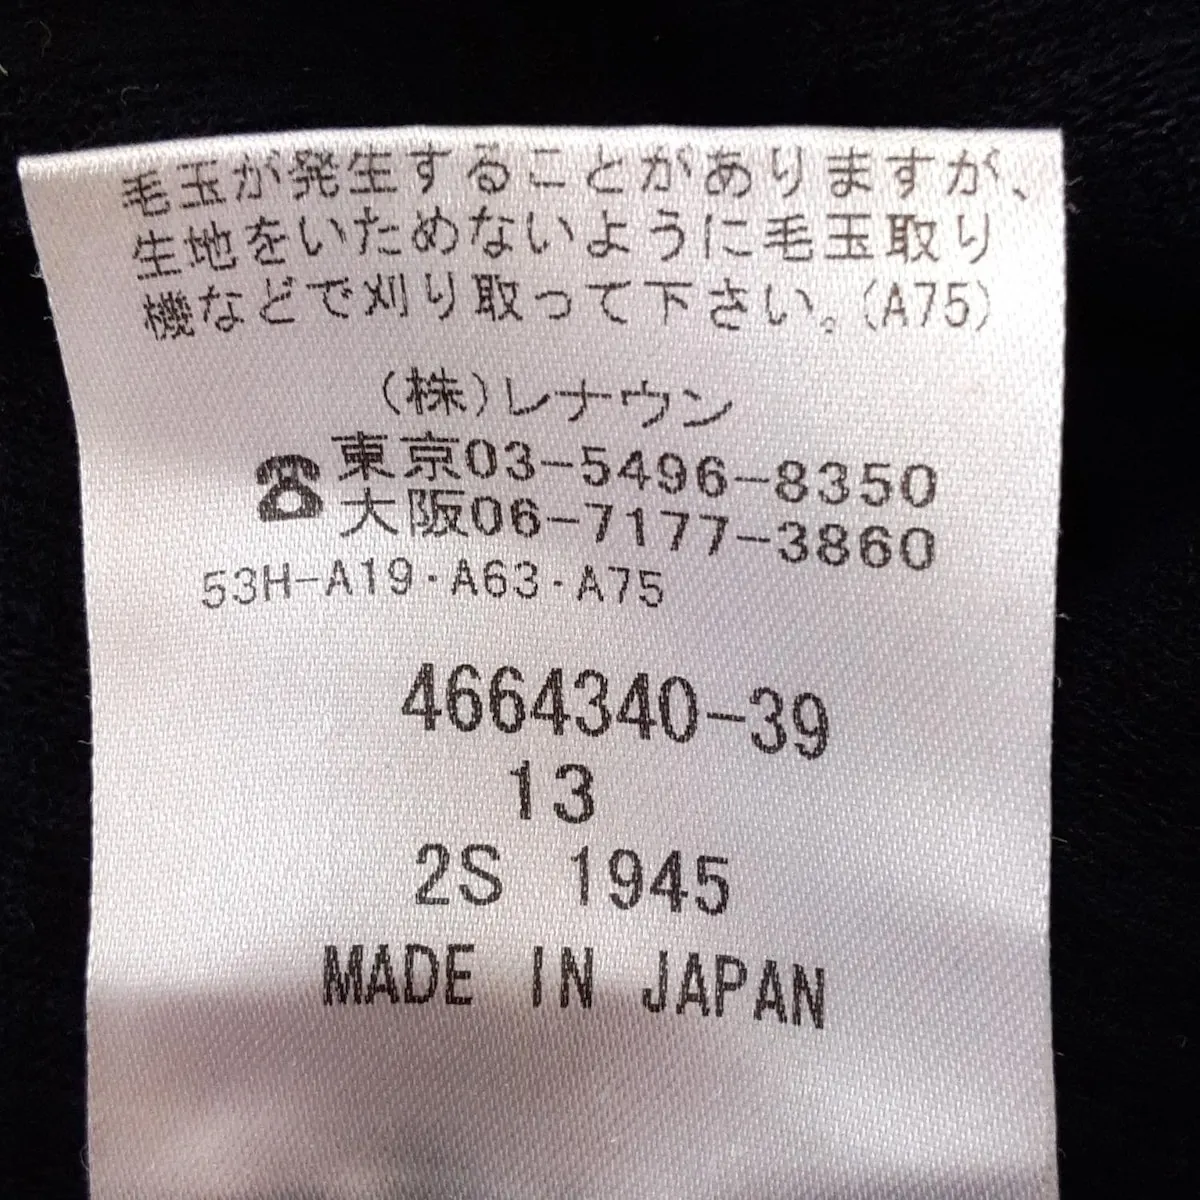 毛玉が発生することがありますが、
生地をいためないように毛玉取り
機などで刈り取って下さい。(A75)
(株)レナウン
☎東京03-5496-8350
大阪06-7177-3860
53H-A19・A63・A75
4664340-39
13
2S 1945
MADE IN JAPAN